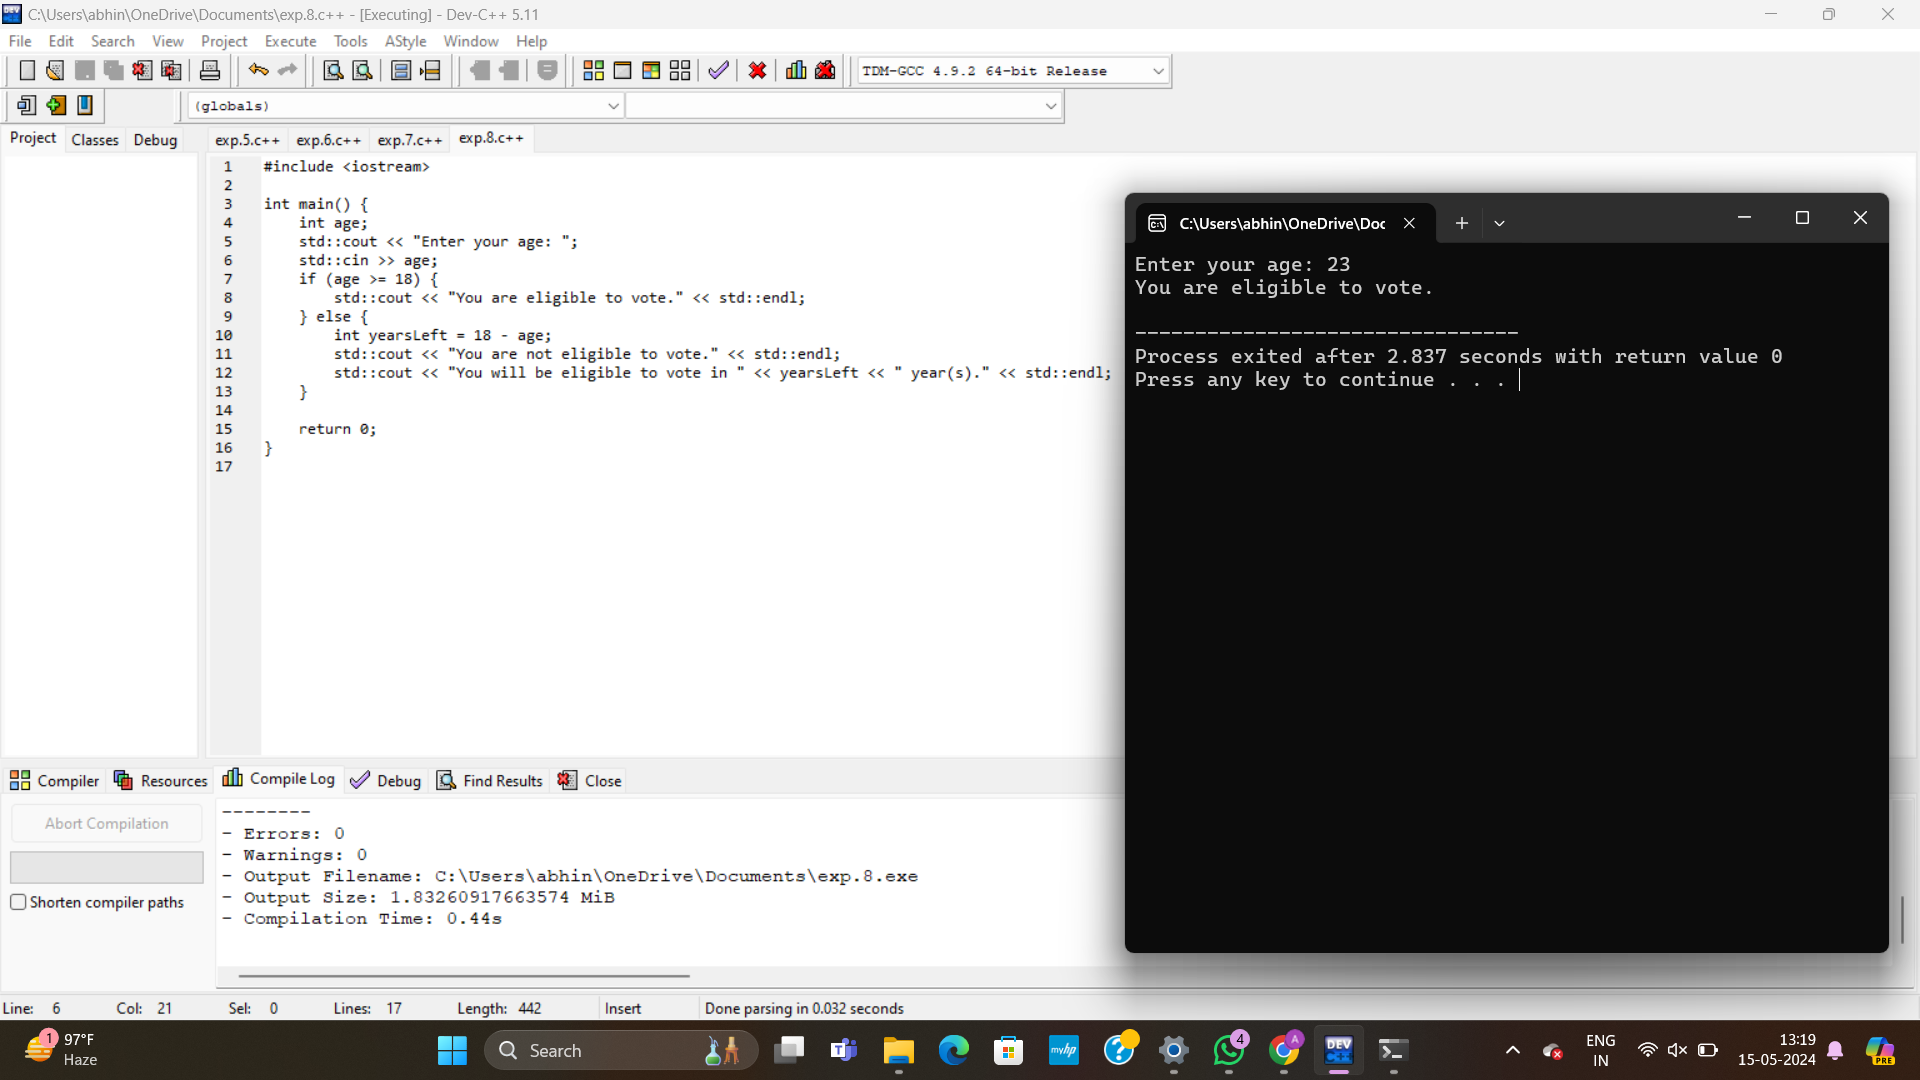 C:\Users\abhin\OneDrive\Documents\exp.8.c++ - [Executing] - Dev-C++ 5.11
File Edit Search View Project Execute Tools AStyle Window Help
TDM-GCC 4.9.2 64-bit Release
(globals)
Project Classes Debug
exp.5.c++ exp.6.c++ exp.7.c++ exp.8.c++
1 #include <iostream>
2
3 int main() {
4     int age;
5     std::cout << "Enter your age: ";
6     std::cin >> age;
7     if (age >= 18) {
8         std::cout << "You are eligible to vote." << std::endl;
9     } else {
10         int yearsLeft = 18 - age;
11         std::cout << "You are not eligible to vote." << std::endl;
12         std::cout << "You will be eligible to vote in " << yearsLeft << " year(s)." << std::endl;
13     }
14
15     return 0;
16 }
17
C:\Users\abhin\OneDrive\Doc
Enter your age: 23
You are eligible to vote.
--------------------------------
Process exited after 2.837 seconds with return value 0
Press any key to continue . . .
Compiler Resources Compile Log Debug Find Results Close
Abort Compilation
Shorten compiler paths
--------
- Errors: 0
- Warnings: 0
- Output Filename: C:\Users\abhin\OneDrive\Documents\exp.8.exe
- Output Size: 1.83260917663574 MiB
- Compilation Time: 0.44s
Line: 6 Col: 21 Sel: 0 Lines: 17 Length: 442 Insert Done parsing in 0.032 seconds
1
97°F
Haze
Search
myhp
4
A
DEV
C++
ENG
IN
13:19
15-05-2024
PRE